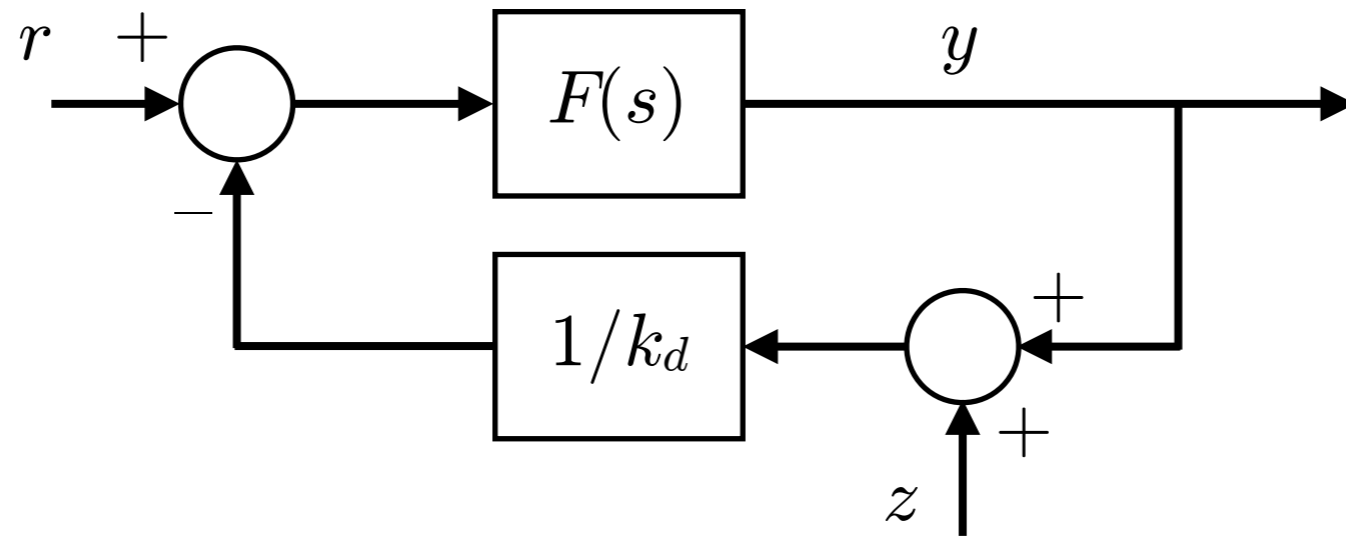 r + F(s) y
−
1/k_d +
+
z